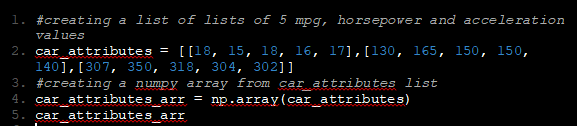 1. #creating a list of lists of 5 mpg, horsepower and acceleration
values
2. car_attributes = [[18, 15, 18, 16, 17],[130, 165, 150, 150,
140],[307, 350, 318, 304, 302]]
3. #creating a numpy array from car_attributes list
4. car_attributes_arr = np.array(car_attributes)
5. car_attributes_arr